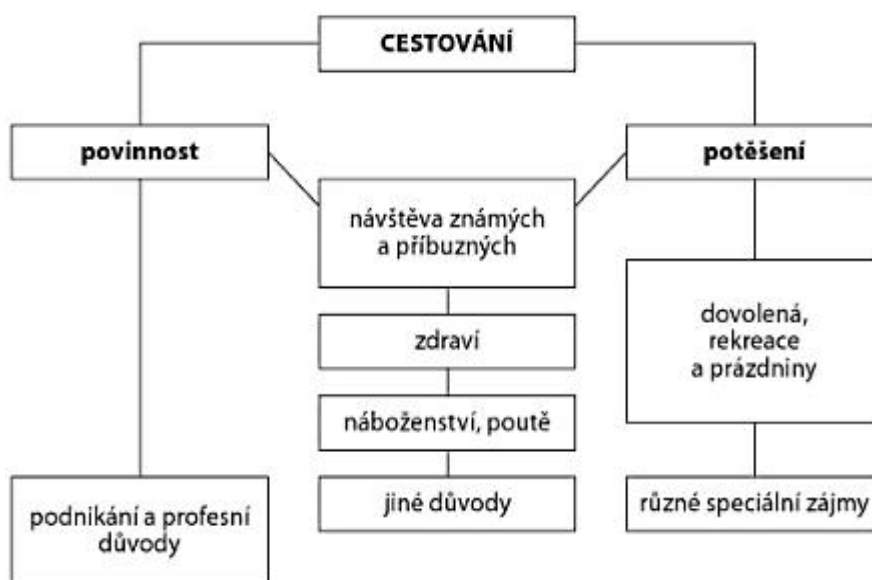 CESTOVÁNÍ
povinnost
potěšení
návštěva známých
a příbuzných
dovolená,
rekreace
a prázdniny
zdraví
náboženství, poutě
podnikání a profesní
důvody
jiné důvody
různé speciální zájmy